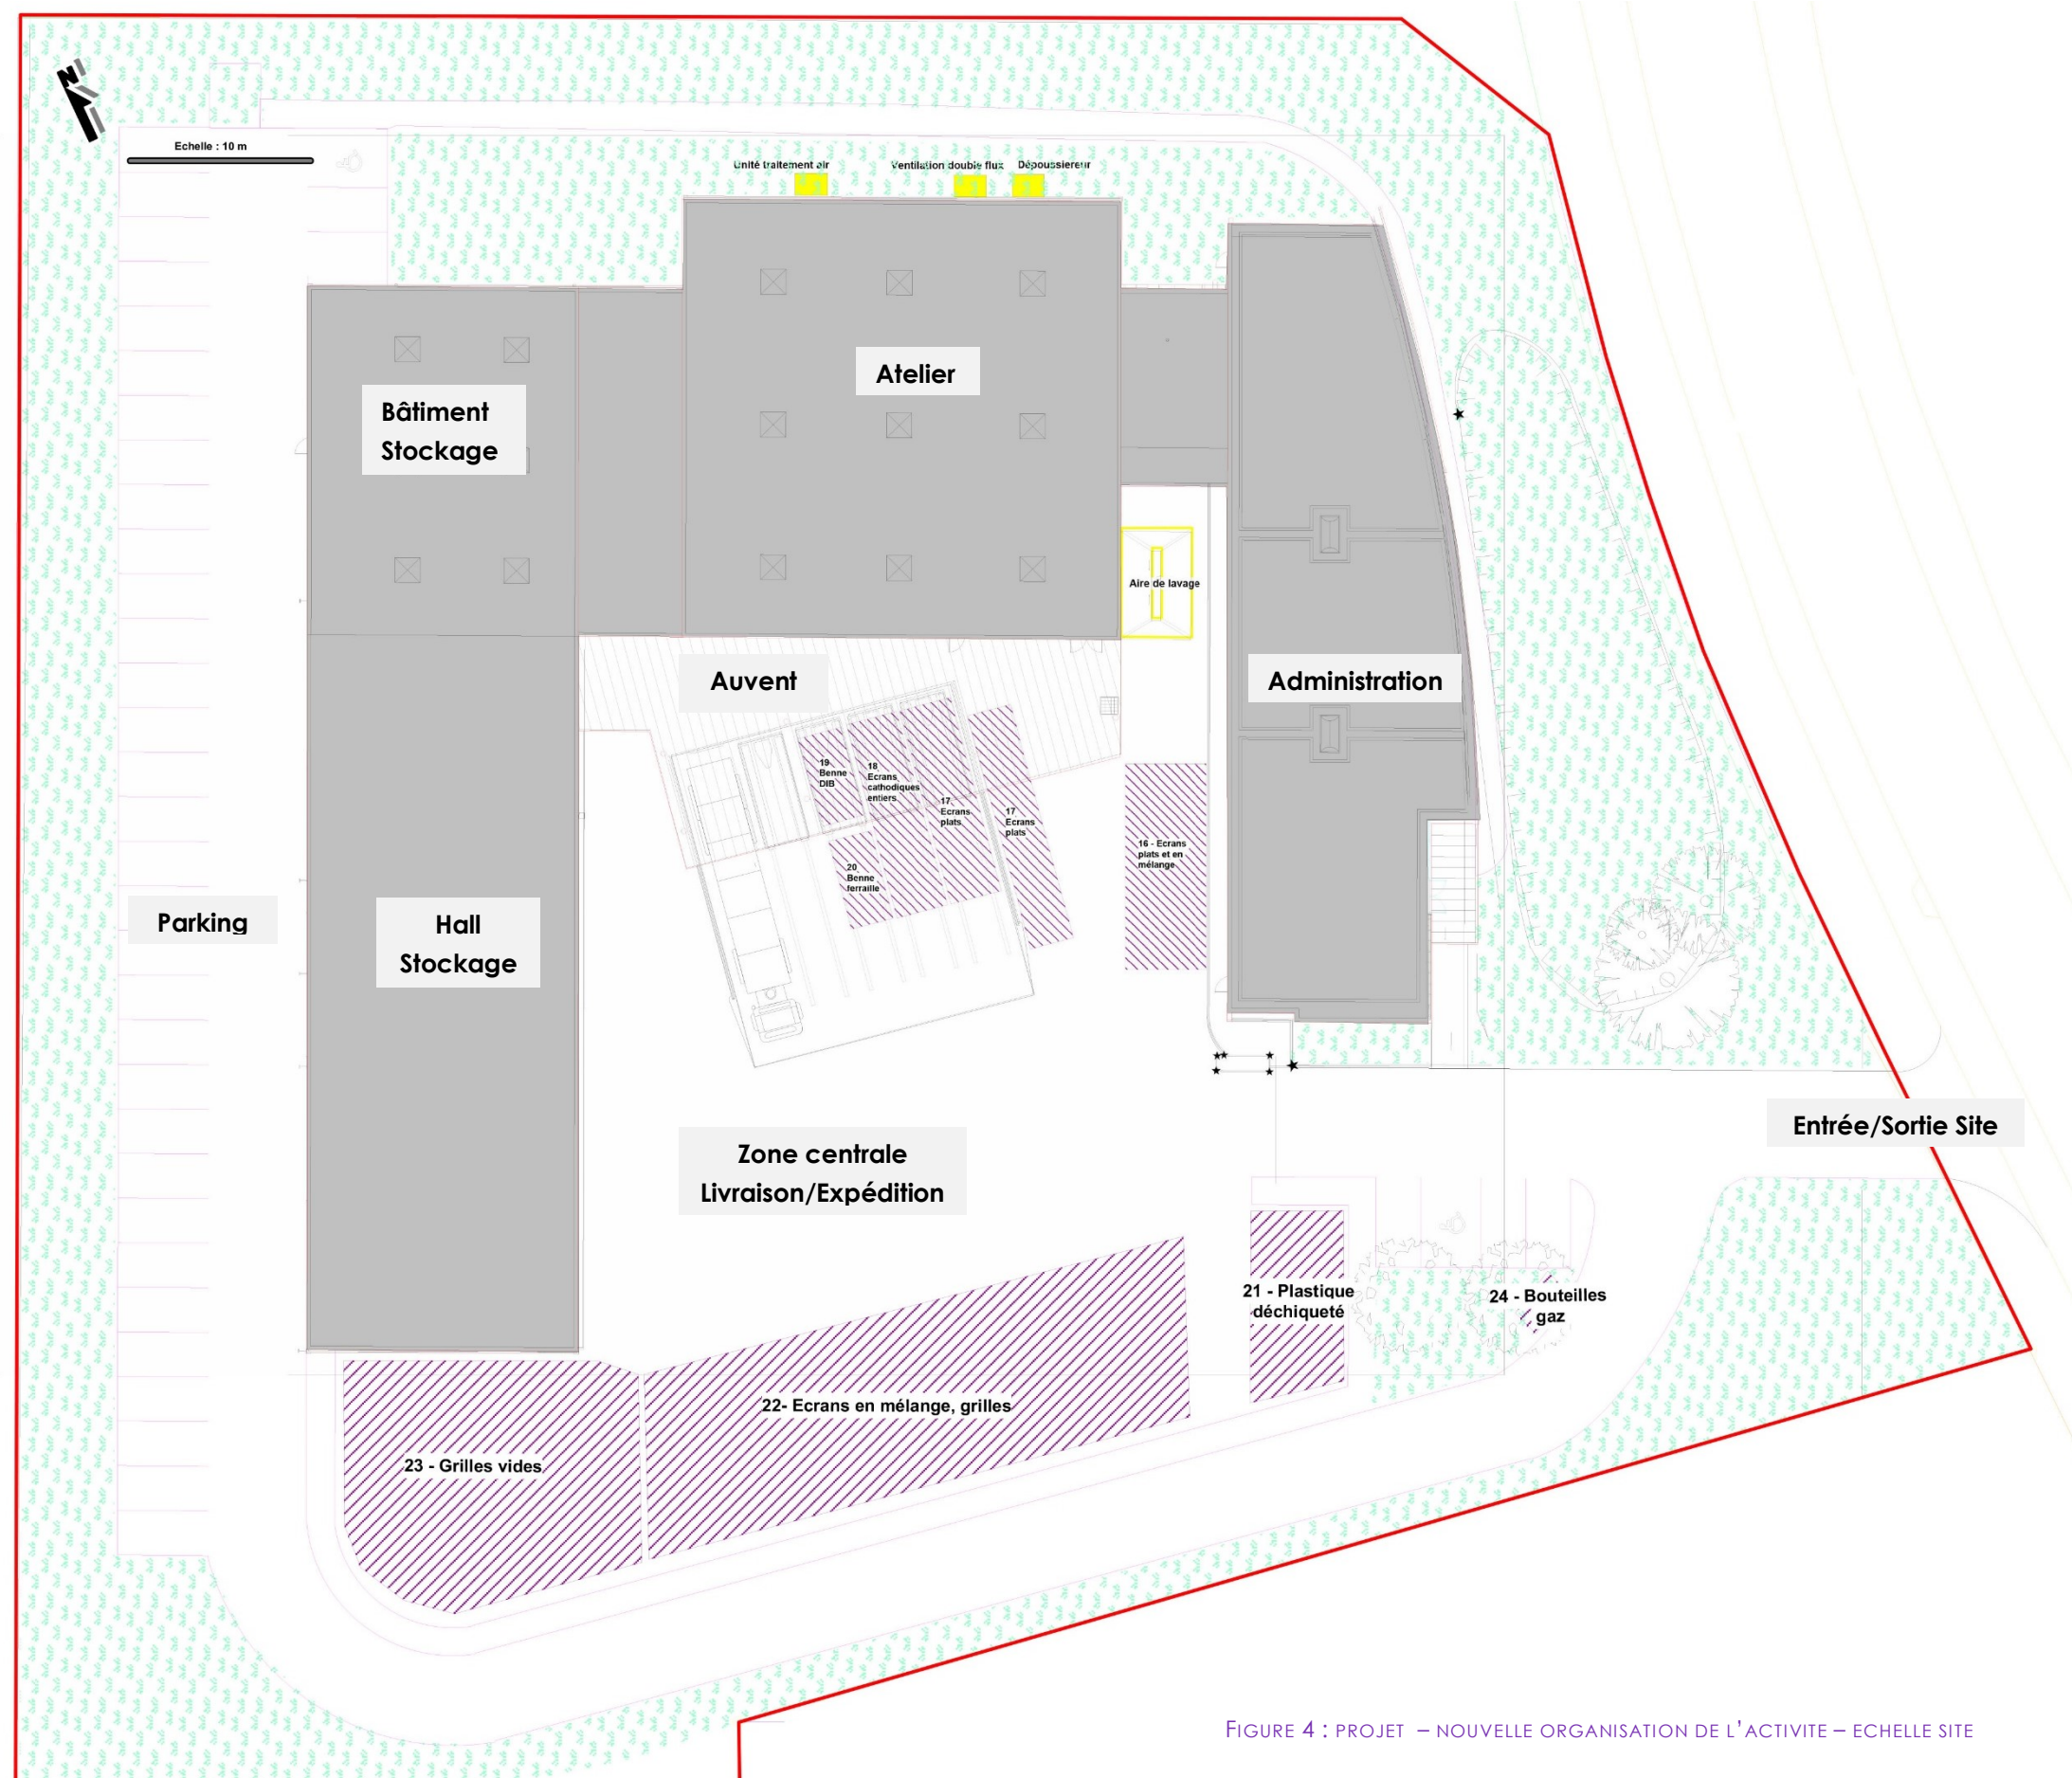 N
Echelle : 10 m
Unité traitement air
Ventilation double flux
Dépoussiereur
Atelier
Bâtiment
Stockage
Aire de lavage
Auvent
Administration
19
Benne
DIB
18
Ecrans
cathodiques
entiers
17
Ecrans
plats
17
Ecrans
plats
16 - Ecrans
plats et en
mélange
20
Benne
ferraille
Parking
Hall
Stockage
Entrée/Sortie Site
Zone centrale
Livraison/Expédition
21 - Plastique
déchiqueté
24 - Bouteilles
gaz
22- Ecrans en mélange, grilles
23 - Grilles vides
FIGURE 4 : PROJET – NOUVELLE ORGANISATION DE L'ACTIVITE – ECHELLE SITE